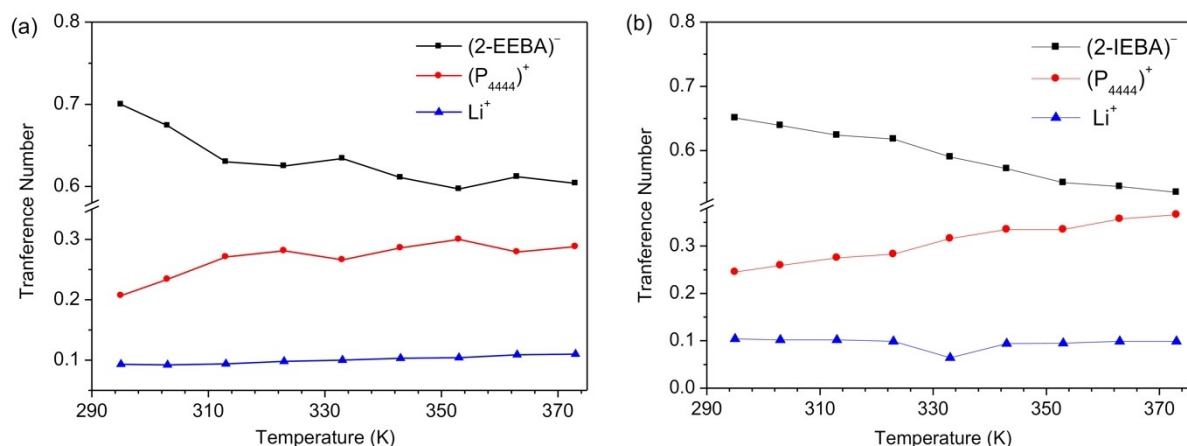 (a)
0.8
0.7
0.6
0.3
0.2
0.1
Tranference Number
(2-EEBA)⁻
(P₄₄₄₄)⁺
Li⁺
290
310
330
350
370
Temperature (K)
(b)
0.8
0.6
0.3
0.2
0.1
0.0
Tranference Number
(2-IEBA)⁻
(P₄₄₄₄)⁺
Li⁺
290
310
330
350
370
Temperature (K)